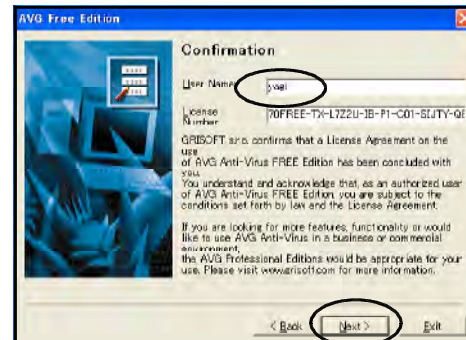 AVG Free Edition
Confirmation
User Name
yagi
License
Number
70FREE-TX-L7Z2U-IB-P1-C01-SIJTY-QE
GRISOFT s.r.o. confirms that a License Agreement on the
use
of AVG Anti-Virus FREE Edition has been concluded with
you.
You understand and acknowledge that, as an authorized user
of AVG Anti-Virus FREE Edition, you are subject to the
conditions set forth by law and the License Agreement.
If you are looking for more features, functionality or would
like to use AVG Anti-Virus in a business or commercial
environment,
the AVG Professional Editions would be appropriate for your
use. Please visit www.grisoft.com for more information.
< Back
Next >
Exit